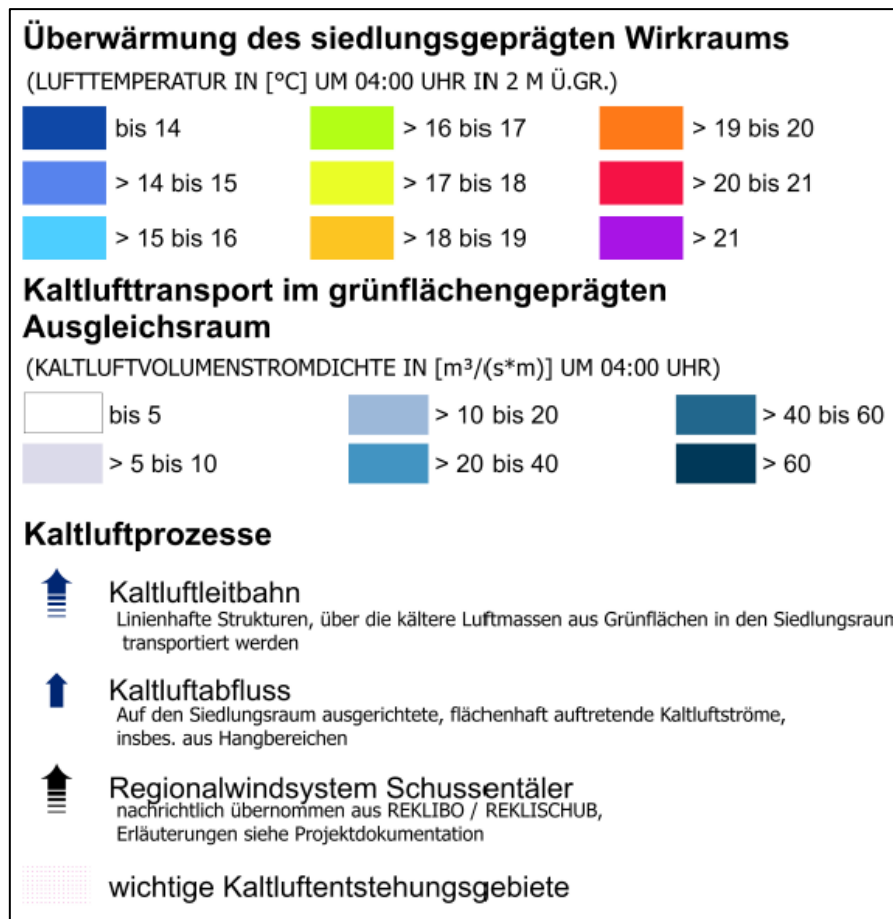 Überwärmung des siedlungsgeprägten Wirkraums
(LUFTTEMPERATUR IN [°C] UM 04:00 UHR IN 2 M Ü.GR.)
bis 14
> 16 bis 17
> 19 bis 20
> 14 bis 15
> 17 bis 18
> 20 bis 21
> 15 bis 16
> 18 bis 19
> 21
Kaltlufttransport im grünflächengeprägten
Ausgleichsraum
(KALTLUFTVOLUMENSTROMDICHTE IN [m³/(s*m)] UM 04:00 UHR)
bis 5
> 10 bis 20
> 40 bis 60
> 5 bis 10
> 20 bis 40
> 60
Kaltluftprozesse
Kaltluftleitbahn
Linienhafte Strukturen, über die kältere Luftmassen aus Grünflächen in den Siedlungsraum
transportiert werden
Kaltluftabfluss
Auf den Siedlungsraum ausgerichtete, flächenhaft auftretende Kaltluftströme,
insbes. aus Hangbereichen
Regionalwindsystem Schussentäler
nachrichtlich übernommen aus REKLIBO / REKLISCHUB,
Erläuterungen siehe Projektdokumentation
wichtige Kaltluftentstehungsgebiete